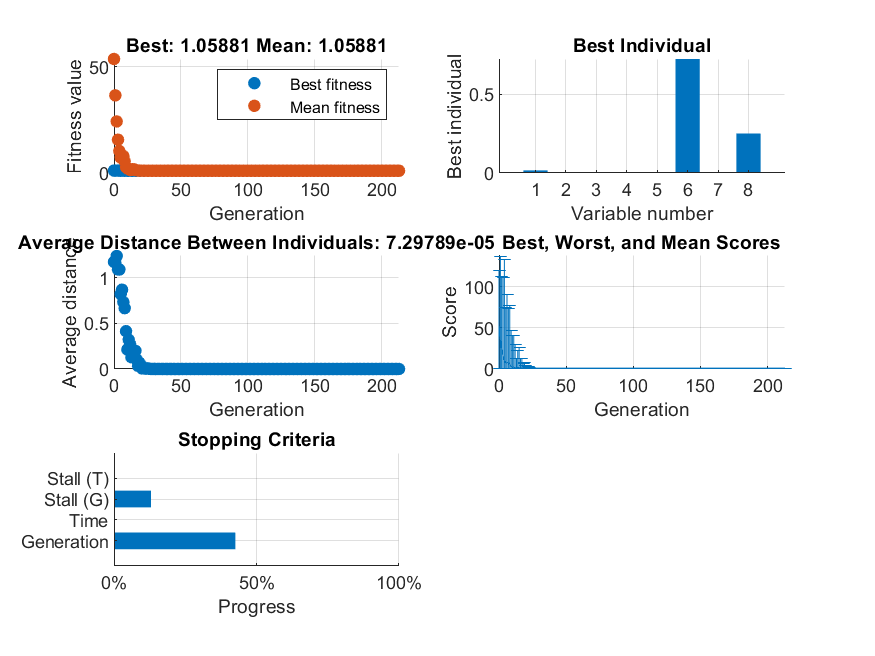 Best: 1.05881 Mean: 1.05881
Fitness value
50
0
Best fitness
Mean fitness
0 50 100 150 200
Generation
Best Individual
Best individual
0.5
0
1 2 3 4 5 6 7 8
Variable number
Average Distance Between Individuals: 7.29789e-05
Average distance
1
0.5
0
0 50 100 150 200
Generation
Best, Worst, and Mean Scores
Score
100
50
0
0 50 100 150 200
Generation
Stopping Criteria
Stall (T)
Stall (G)
Time
Generation
0% 50% 100%
Progress